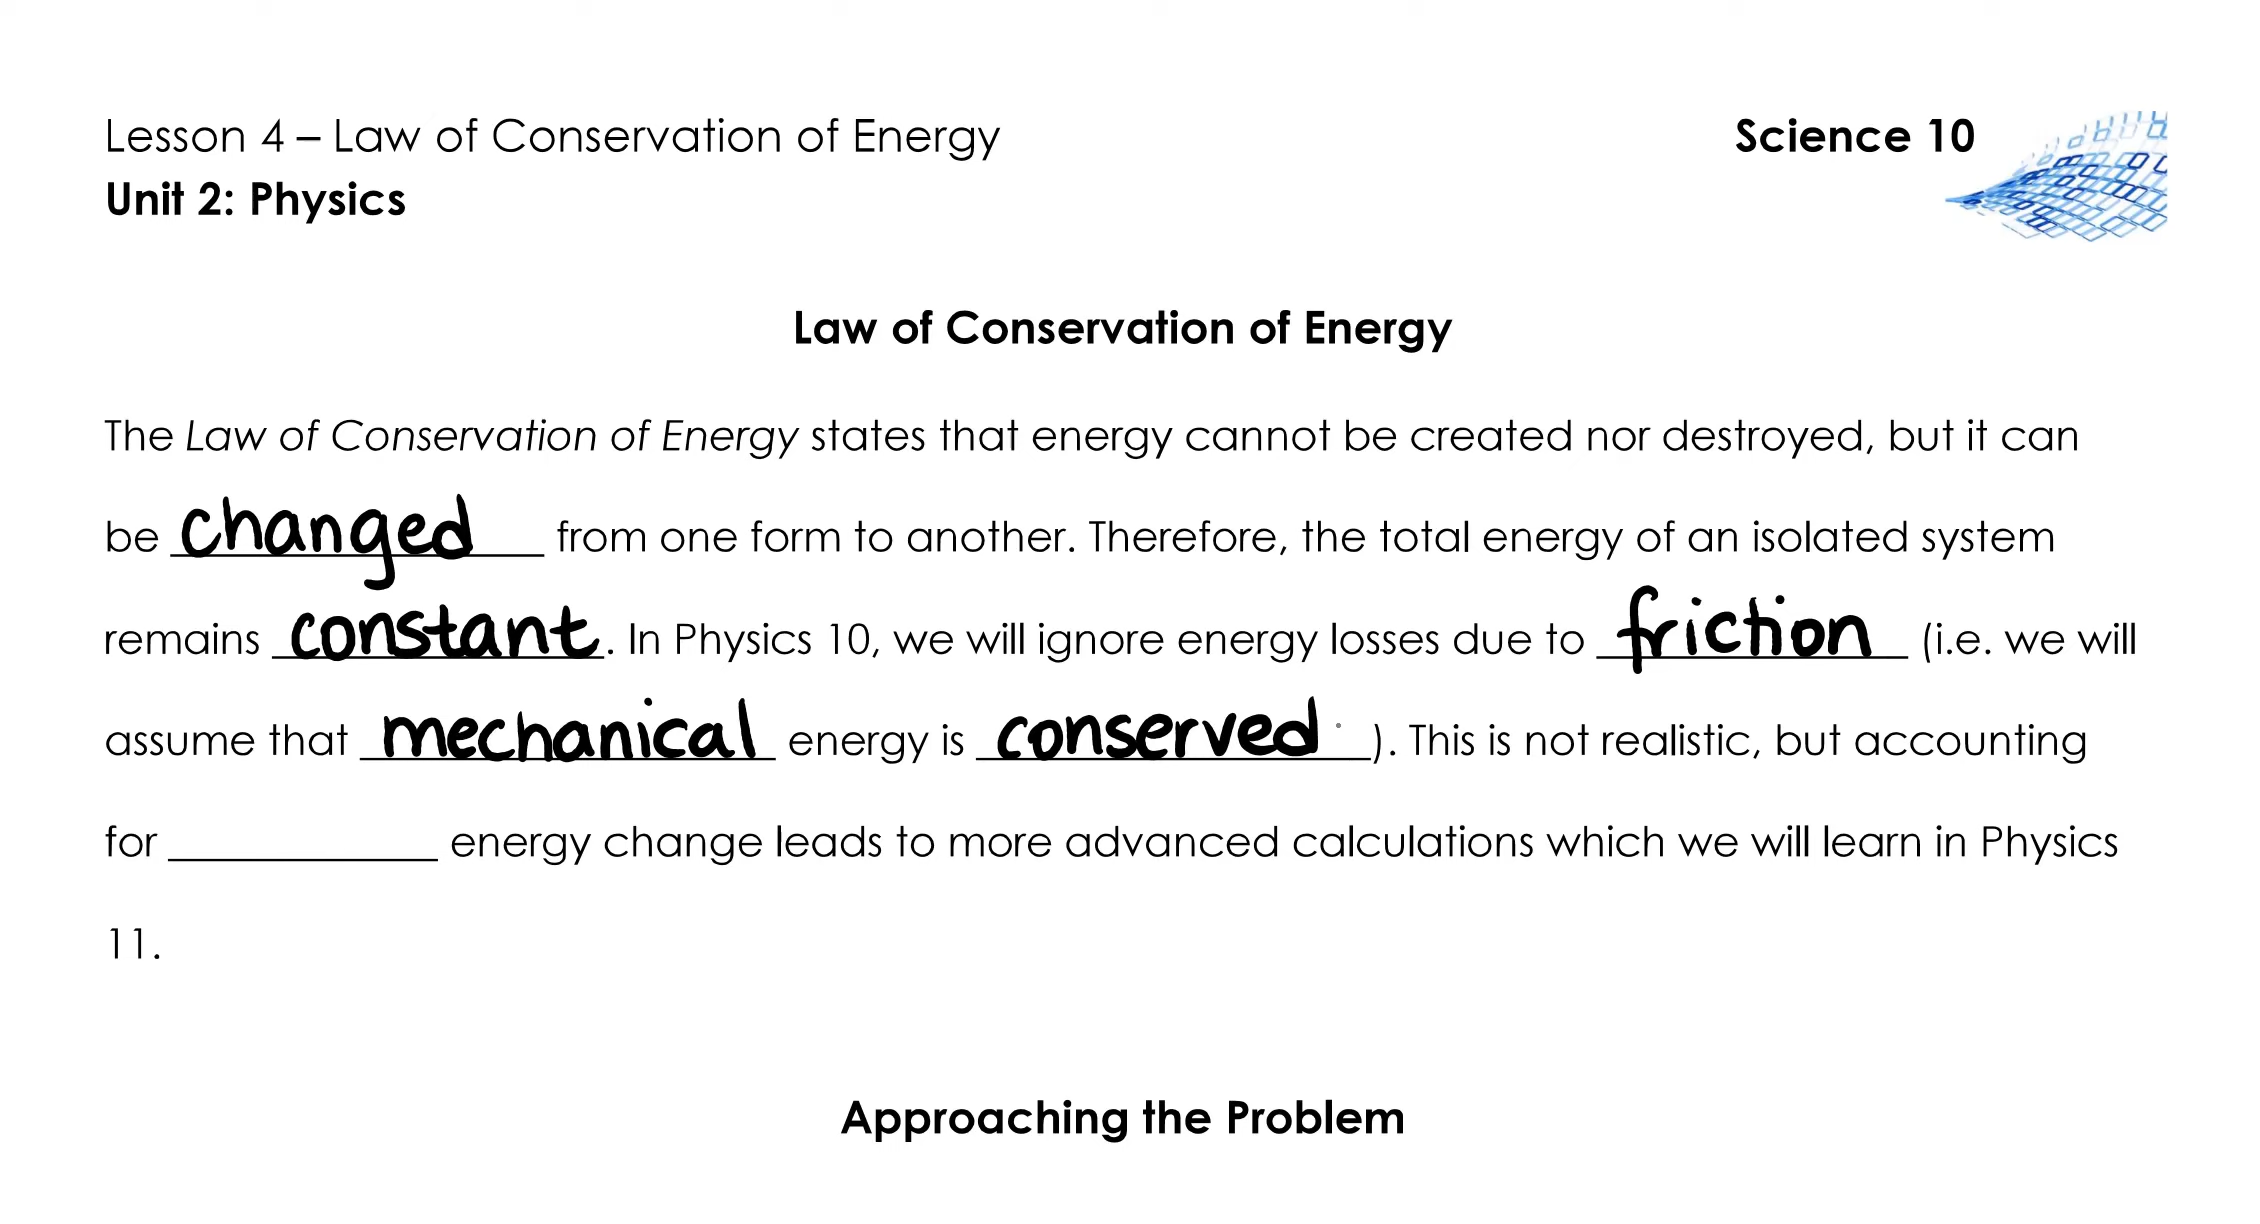 Lesson 4 – Law of Conservation of Energy
Science 10
Unit 2: Physics
Law of Conservation of Energy
The Law of Conservation of Energy states that energy cannot be created nor destroyed, but it can
be changed from one form to another. Therefore, the total energy of an isolated system
remains constant. In Physics 10, we will ignore energy losses due to friction (i.e. we will
assume that mechanical energy is conserved). This is not realistic, but accounting
for ____________ energy change leads to more advanced calculations which we will learn in Physics
11.
Approaching the Problem